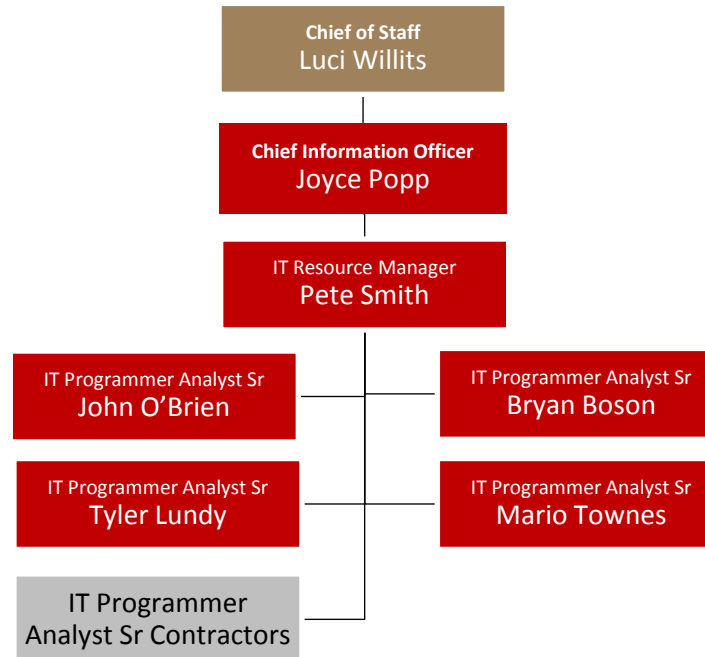 Chief of Staff
Luci Willits
Chief Information Officer
Joyce Popp
IT Resource Manager
Pete Smith
IT Programmer Analyst Sr
John O’Brien
IT Programmer Analyst Sr
Bryan Boson
IT Programmer Analyst Sr
Tyler Lundy
IT Programmer Analyst Sr
Mario Townes
IT Programmer
Analyst Sr Contractors